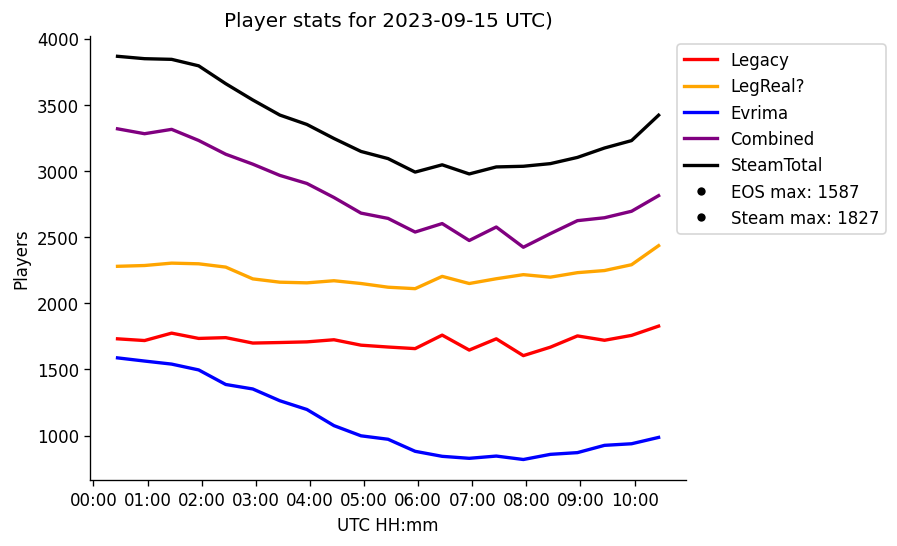 Player stats for 2023-09-15 UTC)
4000
3500
3000
2500
2000
1500
1000
Players
00:00 01:00 02:00 03:00 04:00 05:00 06:00 07:00 08:00 09:00 10:00
UTC HH:mm
Legacy
LegReal?
Evrima
Combined
SteamTotal
EOS max: 1587
Steam max: 1827